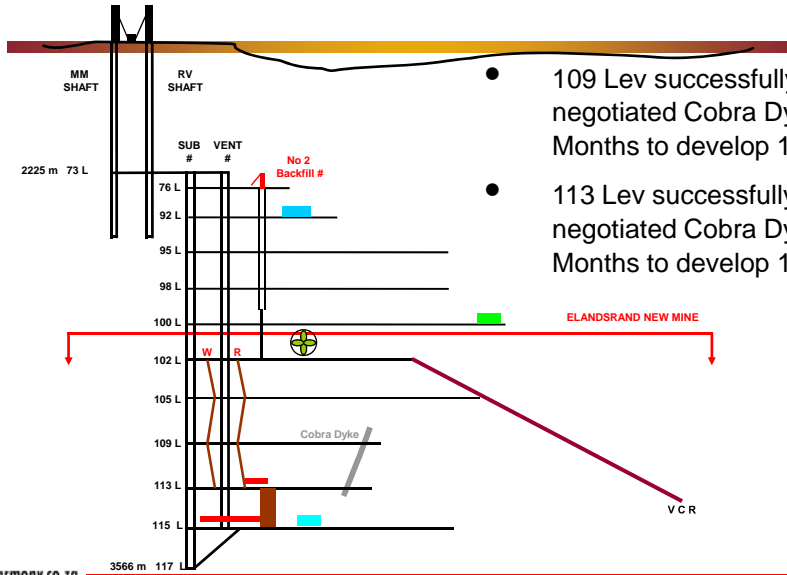 MM
SHAFT
RV
SHAFT
● 109 Lev successfully
negotiated Cobra Dy
Months to develop 1
SUB
#
VENT
#
2225 m 73 L
No 2
Backfill #
76 L
● 113 Lev successfully
negotiated Cobra Dy
Months to develop 1
92 L
95 L
98 L
100 L
ELANDSRAND NEW MINE
W R
102 L
105 L
Cobra Dyke
109 L
113 L
V C R
115 L
3566 m 117 L